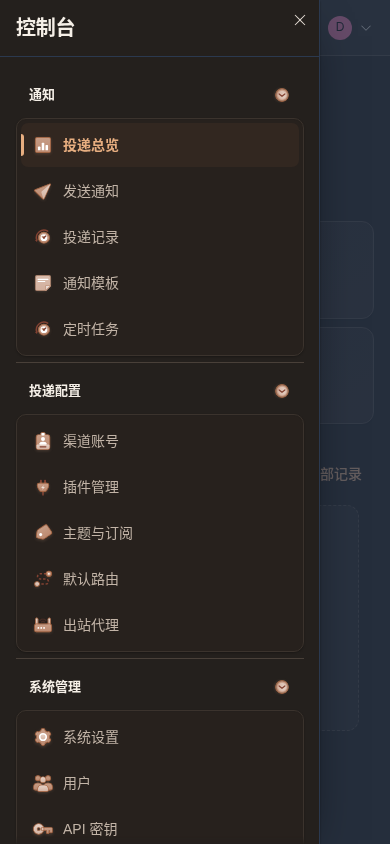 控制台
D
通知
投递总览
发送通知
投递记录
通知模板
定时任务
投递配置
渠道账号
插件管理
部记录
主题与订阅
默认路由
出站代理
系统管理
系统设置
用户
API 密钥